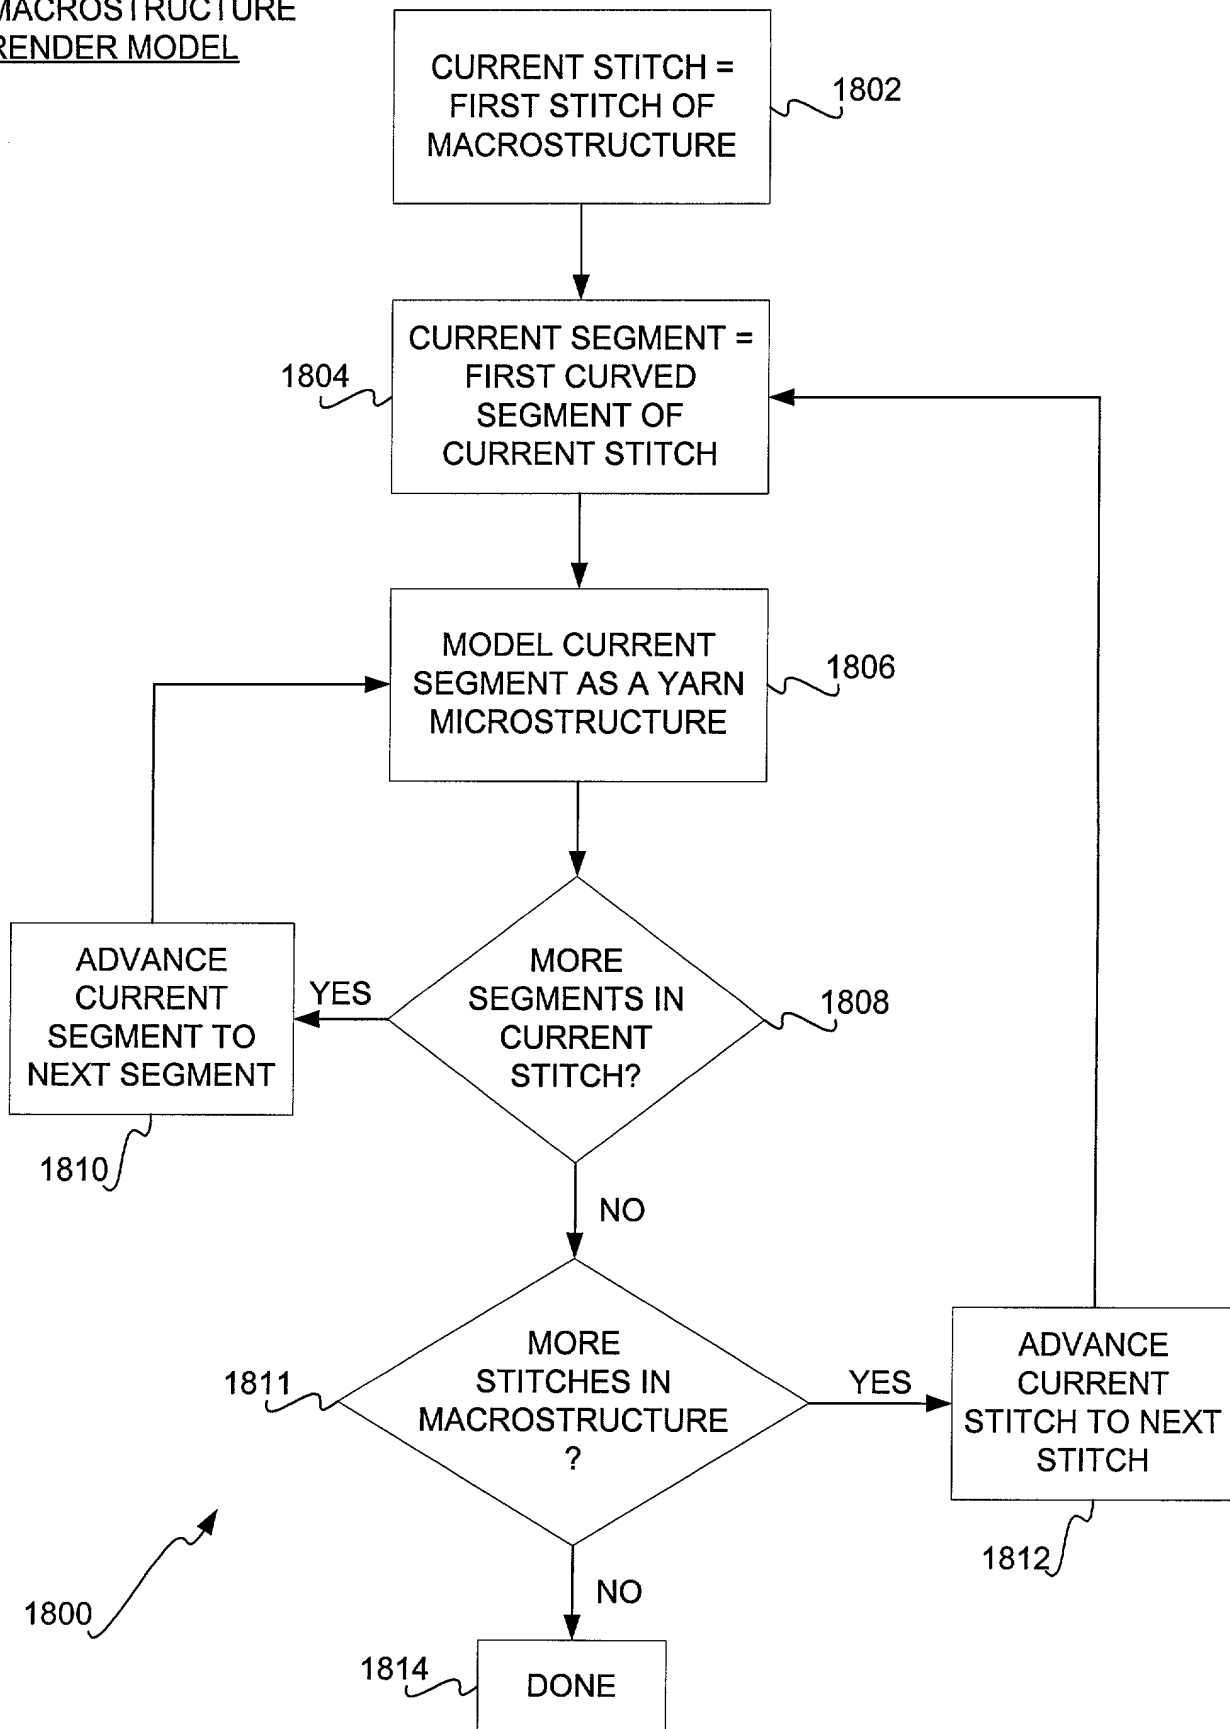 MACROSTRUCTURE
RENDER MODEL
CURRENT STITCH =
FIRST STITCH OF
MACROSTRUCTURE
1802
CURRENT SEGMENT =
FIRST CURVED
SEGMENT OF
CURRENT STITCH
1804
MODEL CURRENT
SEGMENT AS A YARN
MICROSTRUCTURE
1806
MORE
SEGMENTS IN
CURRENT
STITCH?
1808
YES
ADVANCE
CURRENT
SEGMENT TO
NEXT SEGMENT
1810
NO
MORE
STITCHES IN
MACROSTRUCTURE
?
1811
YES
ADVANCE
CURRENT
STITCH TO NEXT
STITCH
1812
NO
1800
1814
DONE